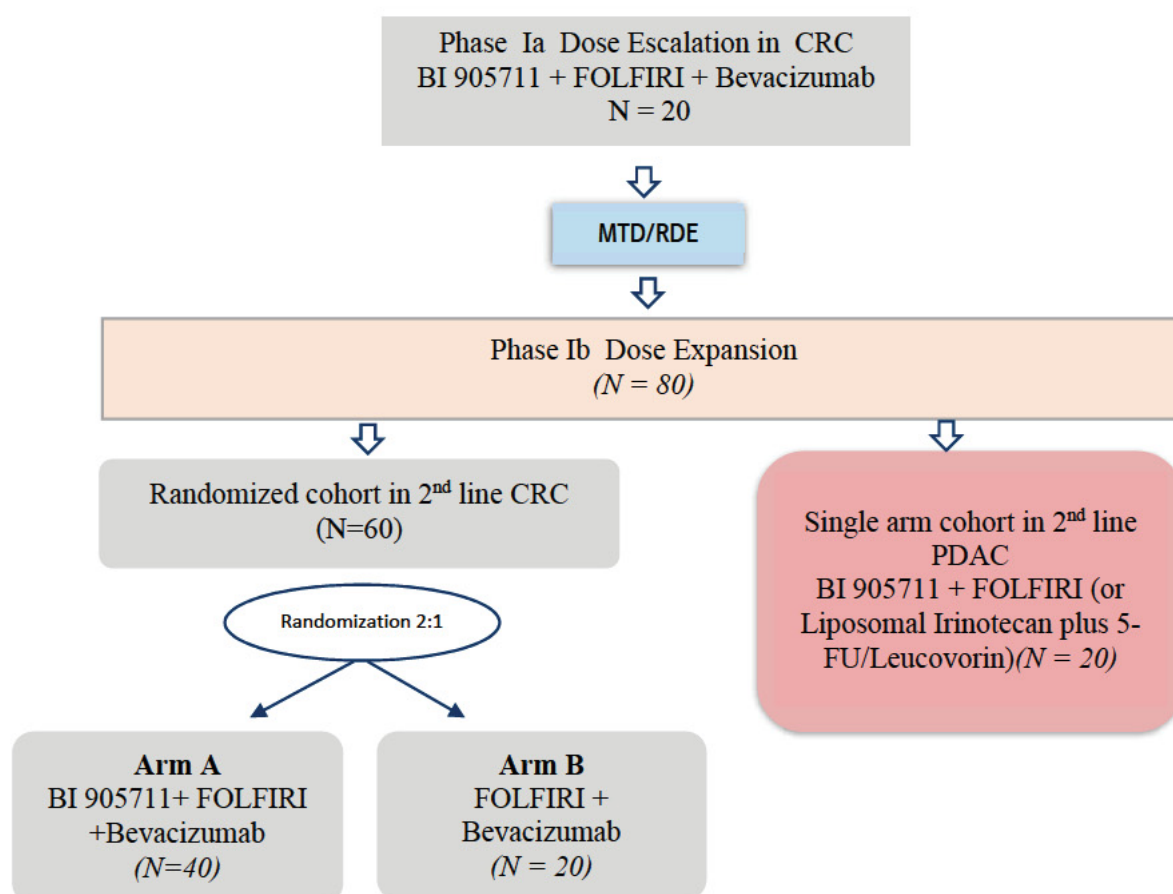 Phase Ia Dose Escalation in CRC
BI 905711 + FOLFIRI + Bevacizumab
N = 20
MTD/RDE
Phase Ib Dose Expansion
(N = 80)
Randomized cohort in 2nd line CRC
(N=60)
Randomization 2:1
Arm A
BI 905711+ FOLFIRI
+Bevacizumab
(N=40)
Arm B
FOLFIRI +
Bevacizumab
(N = 20)
Single arm cohort in 2nd line
PDAC
BI 905711 + FOLFIRI (or
Liposomal Irinotecan plus 5-
FU/Leucovorin)(N = 20)